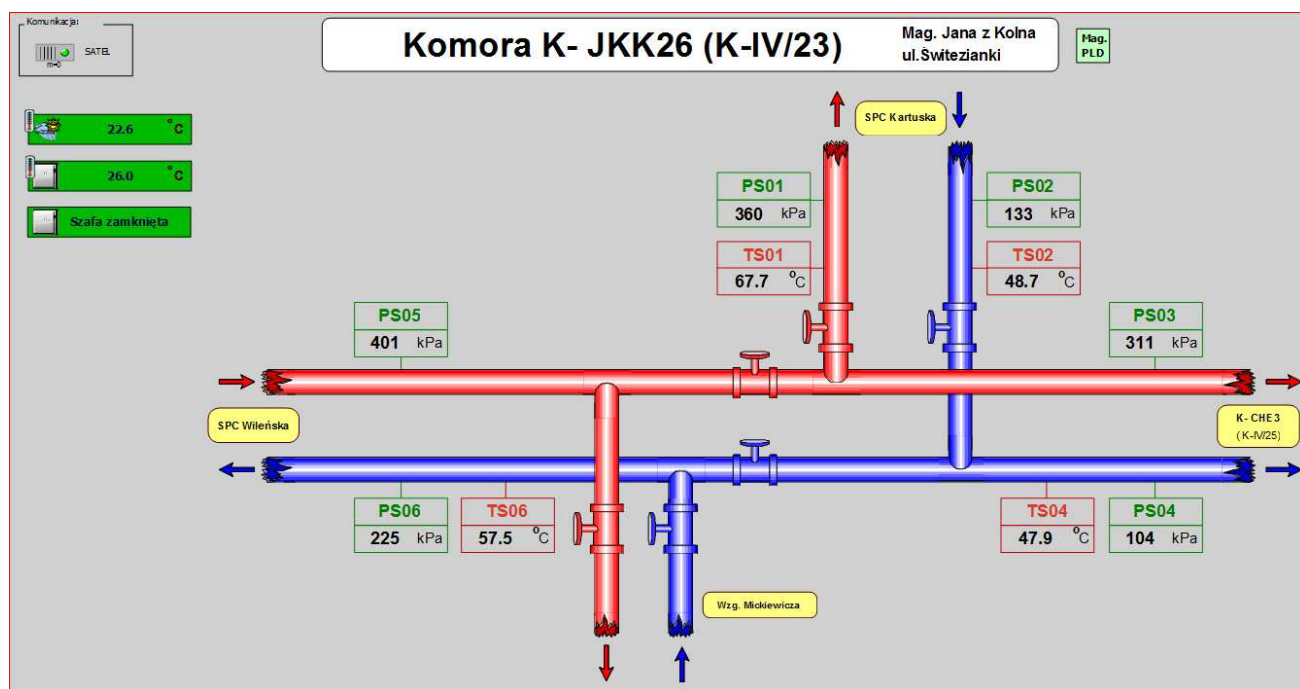 Komunikacja:
SATEL
m=0
Komora K- JKK26 (K-IV/23)
Mag. Jana z Kolna
ul.Świtezianki
Mag.
PLD
22.6 °C
26.0 °C
Szafa zamknięta
SPC Kartuska
PS01
360 kPa
PS02
133 kPa
TS01
67.7 °C
TS02
48.7 °C
PS05
401 kPa
PS03
311 kPa
SPC Wileńska
K- CHE3
(K-IV/25)
PS06
225 kPa
TS06
57.5 °C
TS04
47.9 °C
PS04
104 kPa
Wzg. Mickiewicza